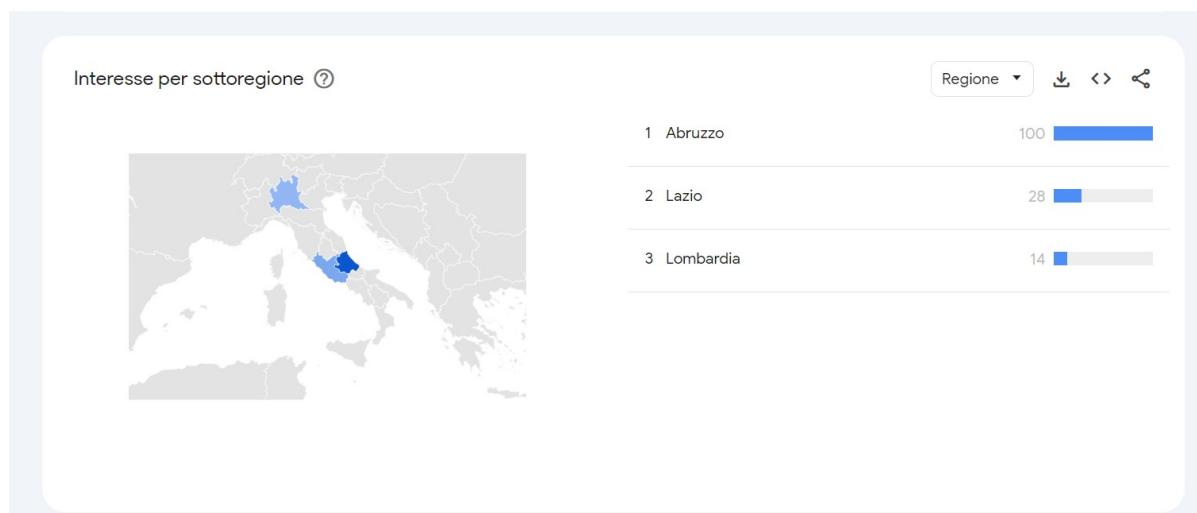 Interesse per sottoregione
Regione
1 Abruzzo 100
2 Lazio 28
3 Lombardia 14